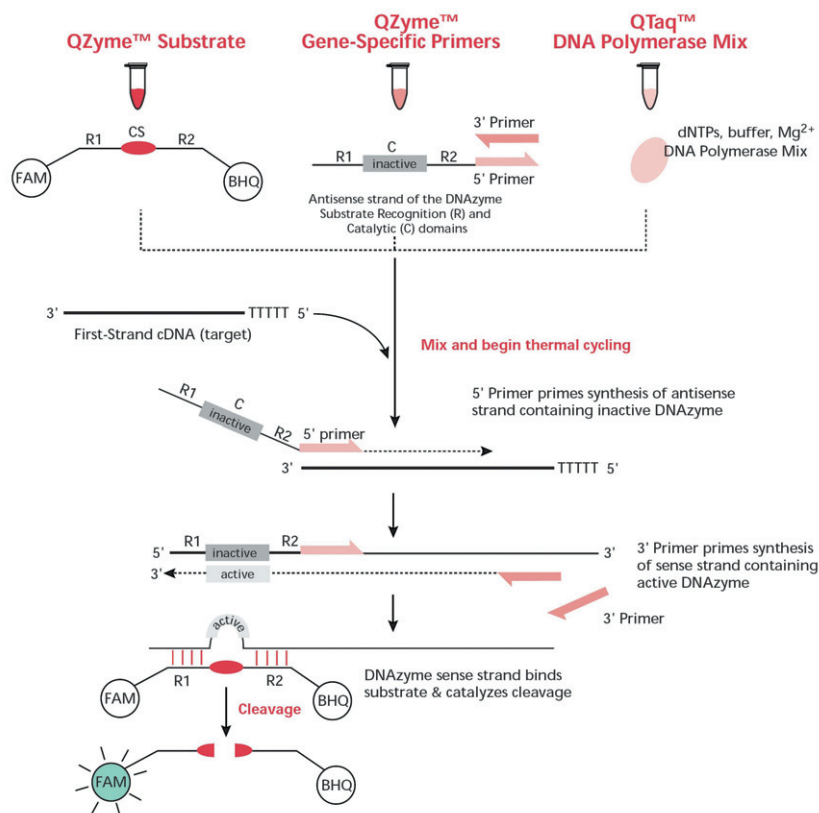 QZyme™ Substrate
QZyme™
Gene-Specific Primers
QTaq™
DNA Polymerase Mix
R1
CS
R2
FAM
BHQ
3' Primer
R1
C
inactive
R2
5' Primer
Antisense strand of the DNAzyme
Substrate Recognition (R) and
Catalytic (C) domains
dNTPs, buffer, Mg2+
DNA Polymerase Mix
3'
TTTTT
5'
First-Strand cDNA (target)
Mix and begin thermal cycling
R1
C
inactive
R2
5' primer
5' Primer primes synthesis of antisense
strand containing inactive DNAzyme
3'
TTTTT
5'
5'
R1
inactive
R2
3'
3'
active
3' Primer primes synthesis
of sense strand containing
active DNAzyme
3' Primer
active
R1
R2
FAM
BHQ
DNAzyme sense strand binds
substrate & catalyzes cleavage
Cleavage
FAM
BHQ